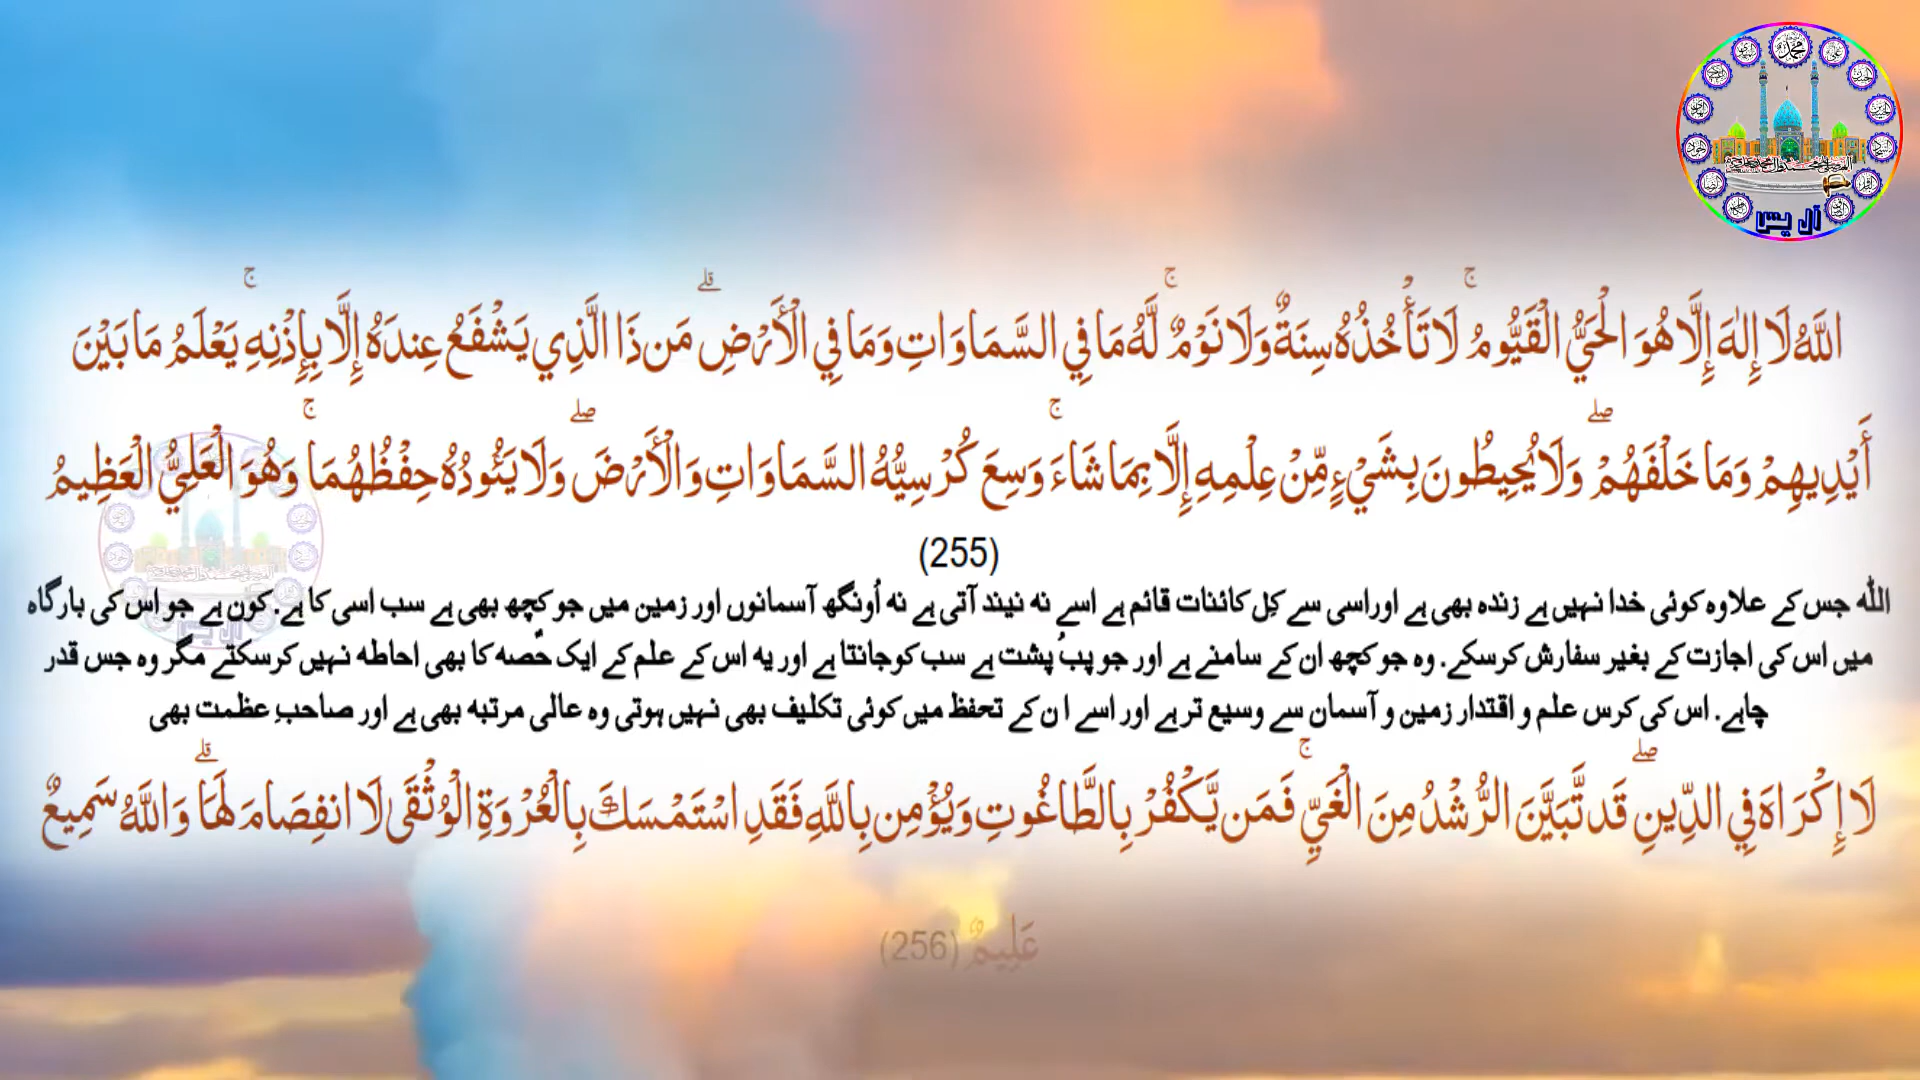 اللَّهُ لَا إِلَٰهَ إِلَّا هُوَ الْحَيُّ الْقَيُّومُ ۚ لَا تَأْخُذُهُ سِنَةٌ وَلَا نَوْمٌ ۚ لَّهُ مَا فِي السَّمَاوَاتِ وَمَا فِي الْأَرْضِ ۗ مَن ذَا الَّذِي يَشْفَعُ عِندَهُ إِلَّا بِإِذْنِهِ ۚ يَعْلَمُ مَا بَيْنَ
أَيْدِيهِمْ وَمَا خَلْفَهُمْ ۖ وَلَا يُحِيطُونَ بِشَيْءٍ مِّنْ عِلْمِهِ إِلَّا بِمَا شَاءَ ۚ وَسِعَ كُرْسِيُّهُ السَّمَاوَاتِ وَالْأَرْضَ ۖ وَلَا يَئُودُهُ حِفْظُهُمَا ۚ وَهُوَ الْعَلِيُّ الْعَظِيمُ
(255)
اللہ جس کے علاوہ کوئی خدا نہیں ہے زندہ بھی ہے اوراسی سے کِل کائنات قائم ہے اسے نہ نیند آتی ہے نہ اُونگھ آسمانوں اور زمین میں جو کچھ بھی ہے سب اسی کا ہے. کون ہے جو اس کی بارگاہ
میں اس کی اجازت کے بغیر سفارش کرسکے. وہ جو کچھ ان کے سامنے ہے اور جو پبُ پشت ہے سب کوجانتا ہے اور یہ اس کے علم کے ایک حّصہ کا بھی احاطہ نہیں کرسکتے مگر وہ جس قدر
چاہے. اس کی کرس علم و اقتدار زمین و آسمان سے وسیع تر ہے اور اسے ا ن کے تحفظ میں کوئی تکلیف بھی نہیں ہوتی وہ عالی مرتبہ بھی ہے اور صاحبِ عظمت بھی
لَا إِكْرَاهَ فِي الدِّينِ ۖ قَد تَّبَيَّنَ الرُّشْدُ مِنَ الْغَيِّ ۚ فَمَن يَكْفُرْ بِالطَّاغُوتِ وَيُؤْمِن بِاللَّهِ فَقَدِ اسْتَمْسَكَ بِالْعُرْوَةِ الْوُثْقَىٰ لَا انفِصَامَ لَهَا ۗ وَاللَّهُ سَمِيعٌ
عَلِيمٌ (256)
آل یٰس